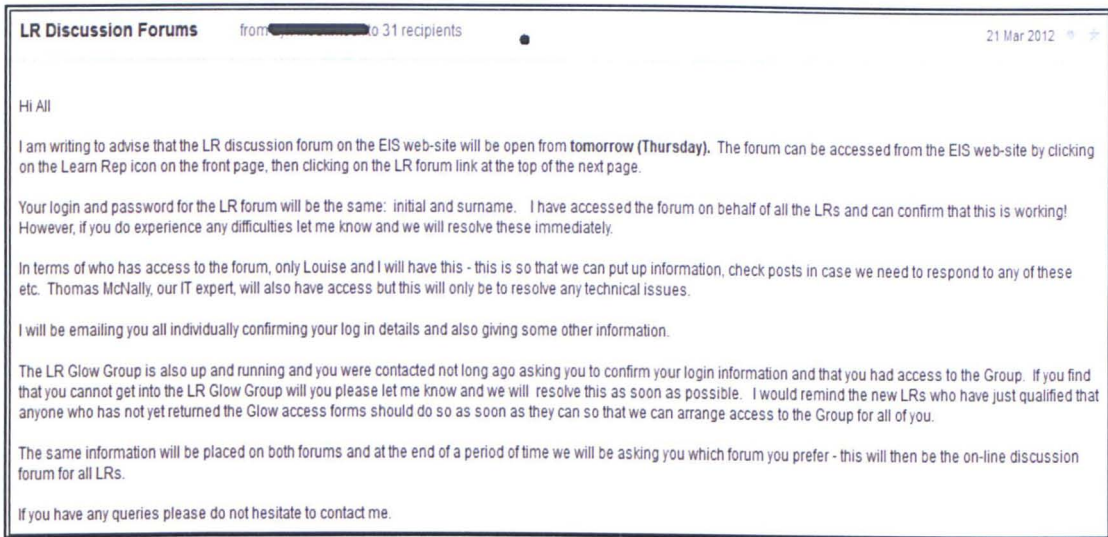 LR Discussion Forums from to 31 recipients 21 Mar 2012
Hi All
I am writing to advise that the LR discussion forum on the EIS web-site will be open from tomorrow (Thursday). The forum can be accessed from the EIS web-site by clicking
on the Learn Rep icon on the front page, then clicking on the LR forum link at the top of the next page.
Your login and password for the LR forum will be the same: initial and surname. I have accessed the forum on behalf of all the LRs and can confirm that this is working!
However, if you do experience any difficulties let me know and we will resolve these immediately.
In terms of who has access to the forum, only Louise and I will have this - this is so that we can put up information, check posts in case we need to respond to any of these
etc. Thomas McNally, our IT expert, will also have access but this will only be to resolve any technical issues.
I will be emailing you all individually confirming your log in details and also giving some other information.
The LR Glow Group is also up and running and you were contacted not long ago asking you to confirm your login information and that you had access to the Group. If you find
that you cannot get into the LR Glow Group will you please let me know and we will resolve this as soon as possible. I would remind the new LRs who have just qualified that
anyone who has not yet returned the Glow access forms should do so as soon as they can so that we can arrange access to the Group for all of you.
The same information will be placed on both forums and at the end of a period of time we will be asking you which forum you prefer - this will then be the on-line discussion
forum for all LRs.
If you have any queries please do not hesitate to contact me.